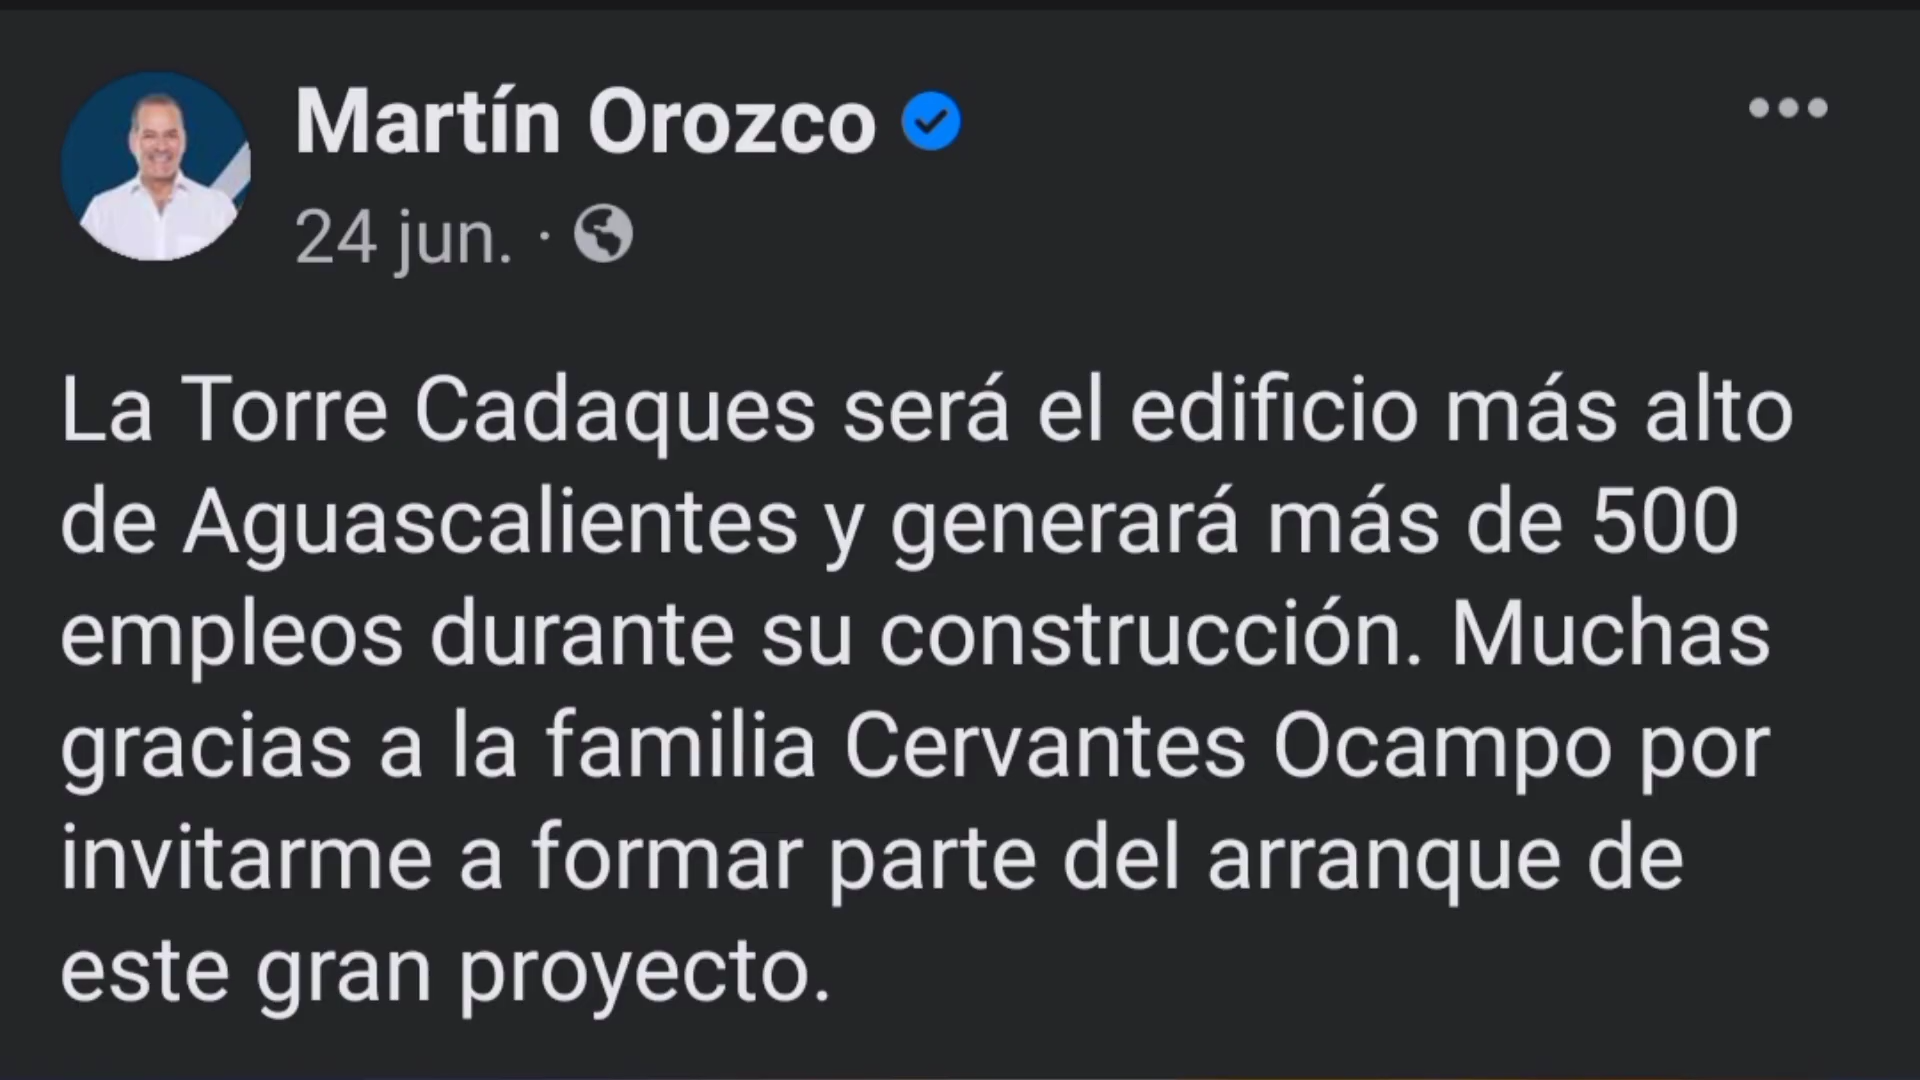 Martín Orozco
24 jun. ·
La Torre Cadaques será el edificio más alto
de Aguascalientes y generará más de 500
empleos durante su construcción. Muchas
gracias a la familia Cervantes Ocampo por
invitarme a formar parte del arranque de
este gran proyecto.